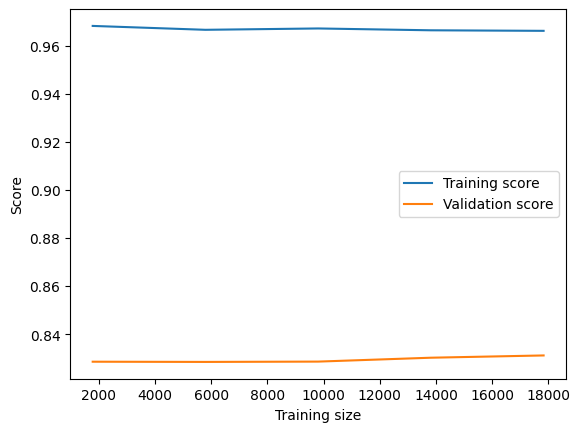 0.96
0.94
0.92
0.90
0.88
0.86
0.84
Score
Training score
Validation score
2000 4000 6000 8000 10000 12000 14000 16000 18000
Training size